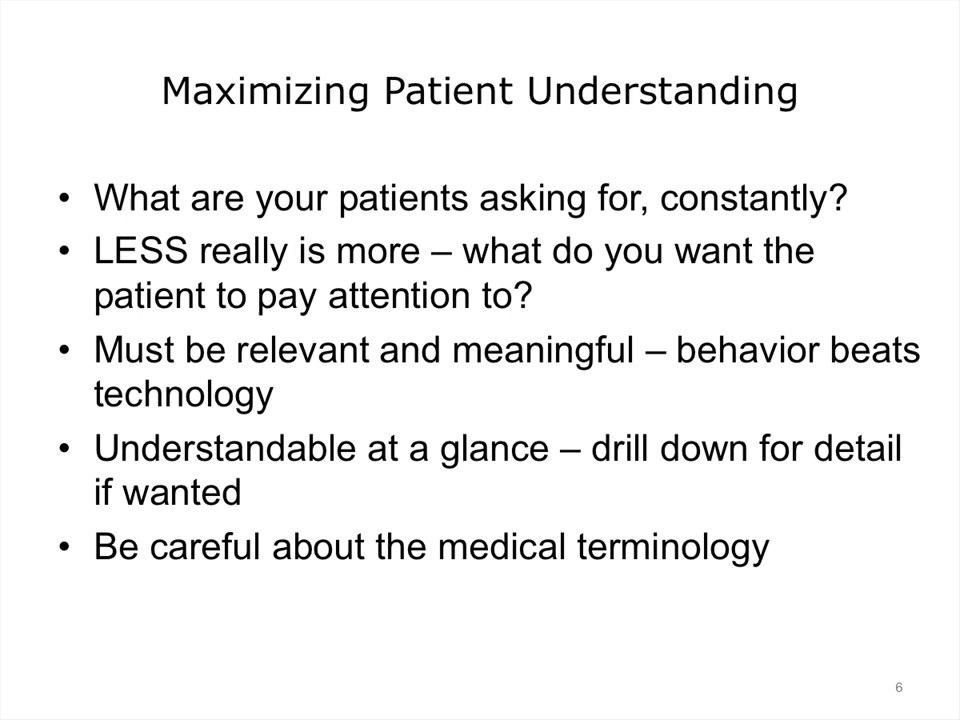 Maximizing Patient Understanding
• What are your patients asking for, constantly?
• LESS really is more – what do you want the
patient to pay attention to?
• Must be relevant and meaningful – behavior beats
technology
• Understandable at a glance – drill down for detail
if wanted
• Be careful about the medical terminology
6